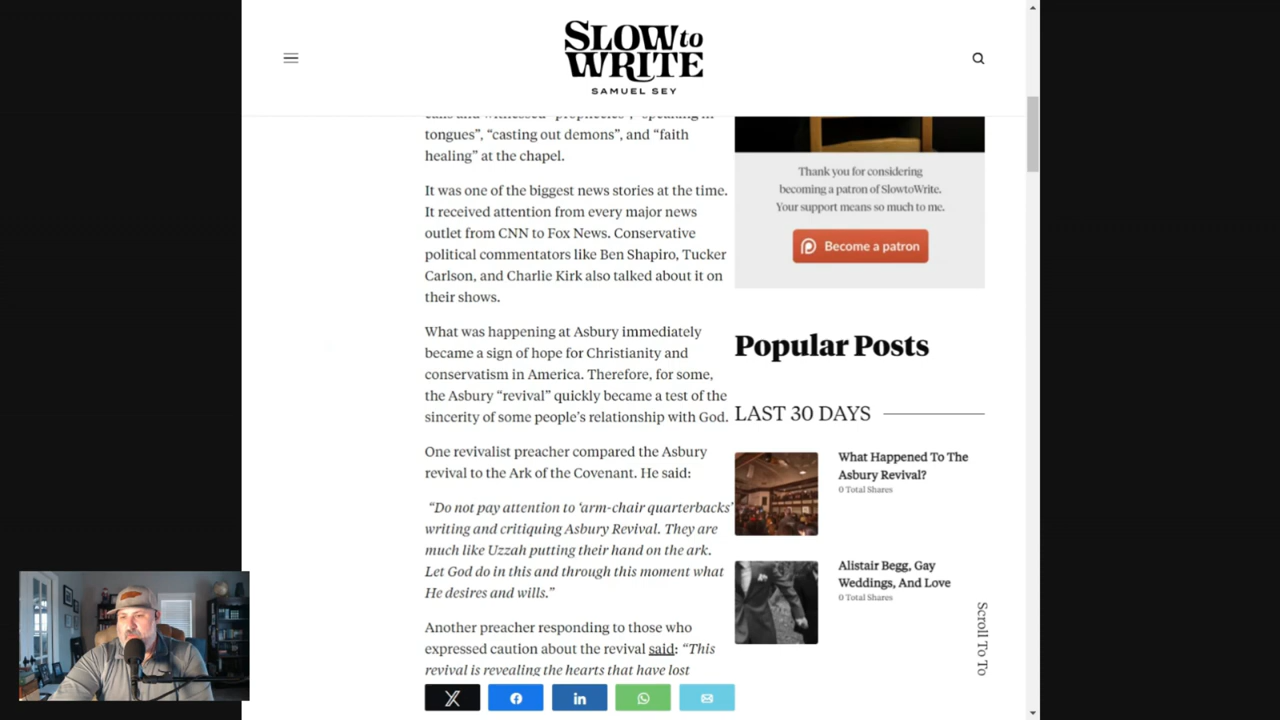 SLOW to
WRITE
SAMUEL SEY
tongues”, “casting out demons”, and “faith
healing” at the chapel.
It was one of the biggest news stories at the time.
It received attention from every major news
outlet from CNN to Fox News. Conservative
political commentators like Ben Shapiro, Tucker
Carlson, and Charlie Kirk also talked about it on
their shows.
What was happening at Asbury immediately
became a sign of hope for Christianity and
conservatism in America. Therefore, for some,
the Asbury “revival” quickly became a test of the
sincerity of some people’s relationship with God.
One revivalist preacher compared the Asbury
revival to the Ark of the Covenant. He said:
“Do not pay attention to ‘arm-chair quarterbacks’
writing and critiquing Asbury Revival. They are
much like Uzzah putting their hand on the ark.
Let God do in this and through this moment what
He desires and wills.”
Another preacher responding to those who
expressed caution about the revival said: “This
revival is revealing the hearts that have lost
Thank you for considering
becoming a patron of SlowtoWrite.
Your support means so much to me.
Become a patron
Popular Posts
LAST 30 DAYS
What Happened To The
Asbury Revival?
0 Total Shares
Alistair Begg, Gay
Weddings, And Love
0 Total Shares
Scroll To To